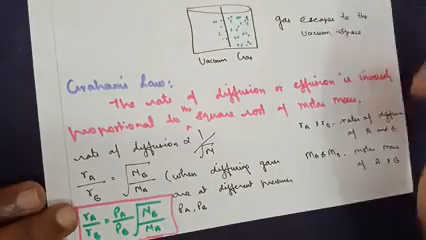 gas escapes to the
Vacuum Space.
Vacuum Gas
Graham's Law:
The rate of diffusion or effusion is inversely
proportional to the square root of molar mass.
rate of diffusion ∝ 1/√M
rA/rB = √(MB/MA) (when diffusing gases
are at different pressures
PA, PB
rA/rB = PA/PB √(MB/MA)
rA & rB - rates of diffusion
of A and B
MA & MB - molar mass
of A & B